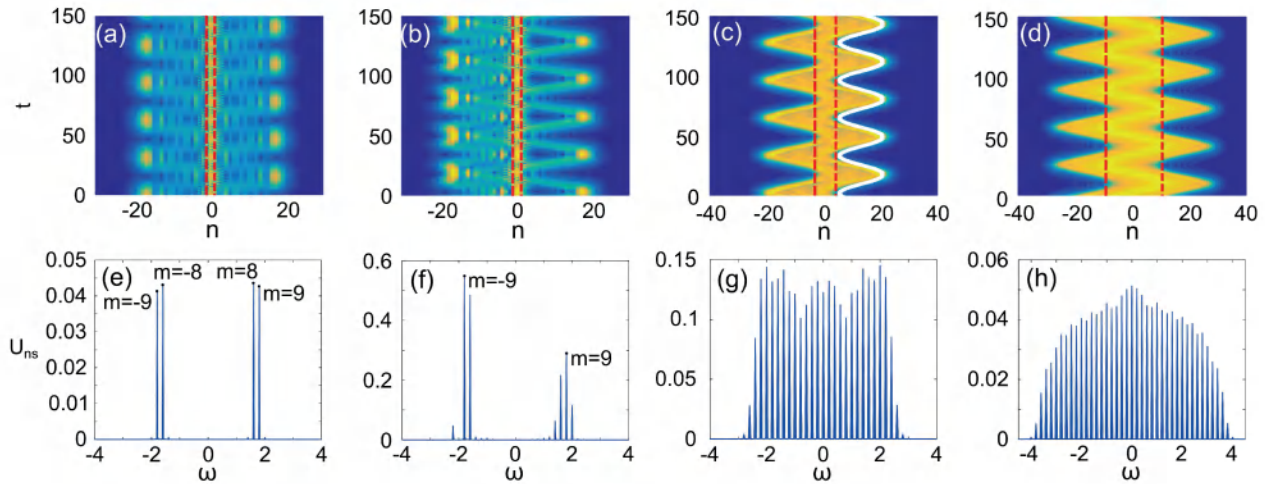 (a) (b) (c) (d)
150
100
50
0
t
-20 0 20 -20 0 20 -40 -20 0 20 40 -40 -20 0 20 40
n n n n
(e) (f) (g) (h)
0.05 0.6 0.15 0.06
m=-8 m=8
m=-9 m=9 m=-9
0.04 0.4 0.1 0.04
0.03
m=9
U_ns
0.02 0.2 0.05 0.02
0.01
0 0 0 0
-4 -2 0 2 4 -4 -2 0 2 4 -4 -2 0 2 4 -4 -2 0 2 4
ω ω ω ω